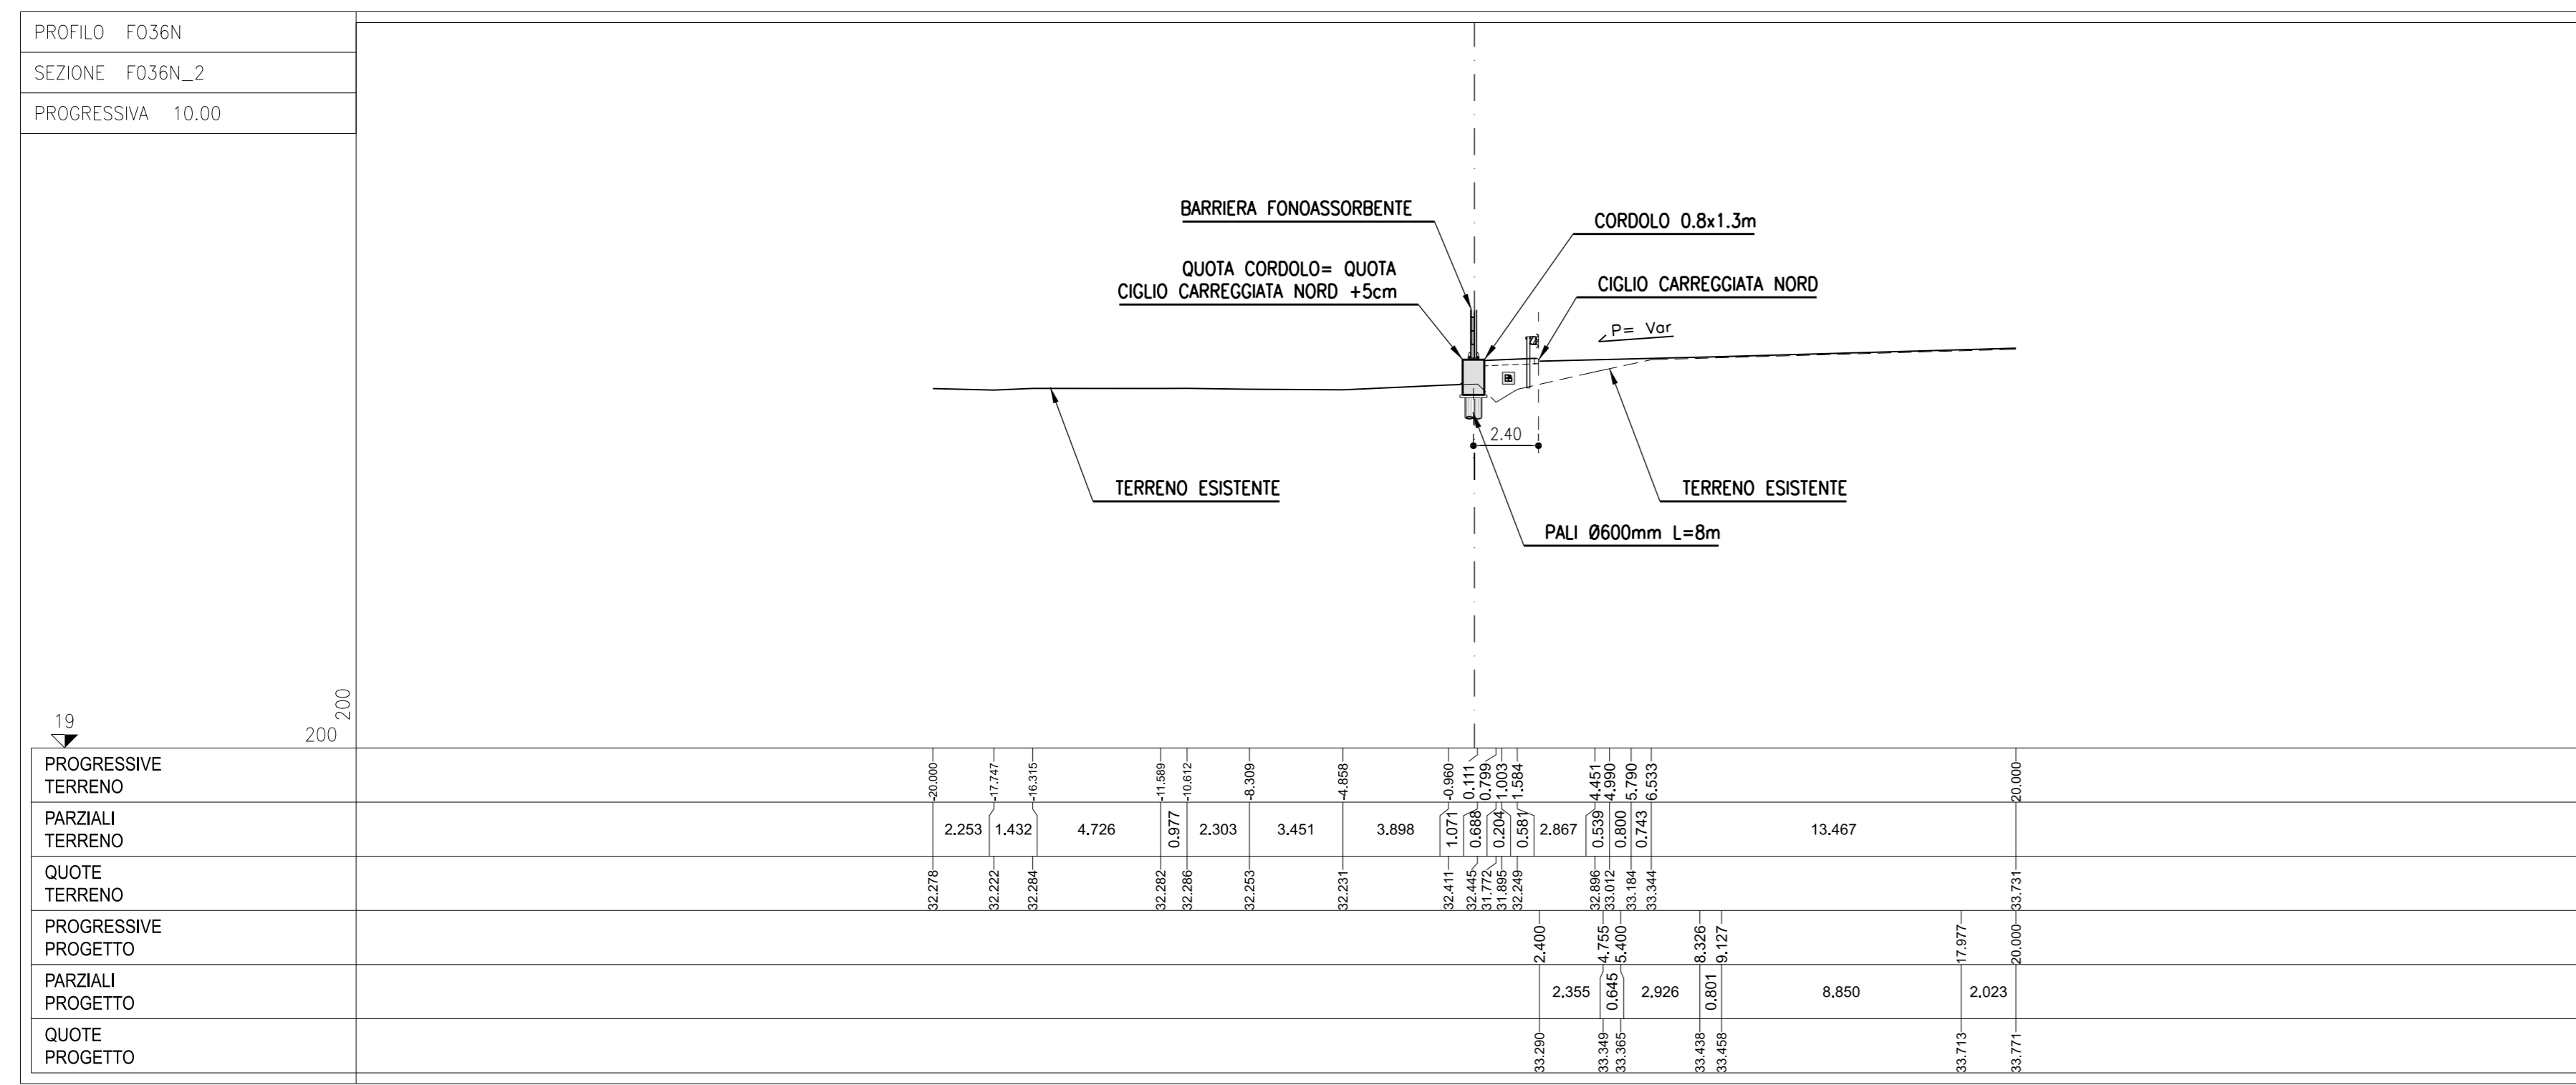 PROFILO FO36N
SEZIONE FO36N_2
PROGRESSIVA 10.00
BARRIERA FONOASSORBENTE
CORDOLO 0.8x1.3m
QUOTA CORDOLO= QUOTA
CIGLIO CARREGGIATA NORD +5cm
CIGLIO CARREGGIATA NORD
P= Var
2.40
TERRENO ESISTENTE
TERRENO ESISTENTE
PALI Ø600mm L=8m
19
200
200
PROGRESSIVE
TERRENO
-20.000 -17.747 -16.315 -11.589 -10.612 -8.309 -4.858 -0.960 0.111 0.799 1.003 1.584 4.451 4.990 5.790 6.533 20.000
PARZIALI
TERRENO
2.253 1.432 4.726 0.977 2.303 3.451 3.898 1.071 0.688 0.204 0.581 2.867 0.539 0.800 0.743 13.467
QUOTE
TERRENO
32.278 32.222 32.284 32.282 32.286 32.253 32.231 32.411 32.445 31.772 31.895 32.249 32.896 33.012 33.184 33.344 33.731
PROGRESSIVE
PROGETTO
2.400 4.755 5.400 8.326 9.127 17.977 20.000
PARZIALI
PROGETTO
2.355 0.645 2.926 0.801 8.850 2.023
QUOTE
PROGETTO
33.290 33.349 33.365 33.438 33.458 33.713 33.771